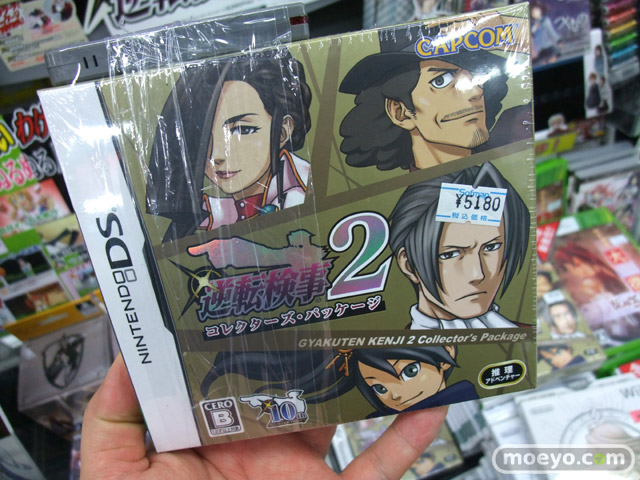 CAPCOM
Sofmap
¥5180
税込価格
逆転検事2
コレクターズ・パッケージ
GYAKUTEN KENJI 2 Collector's Package
NINTENDO DS
推理
アドベンチャー
CERO
B
10
moeyo.com